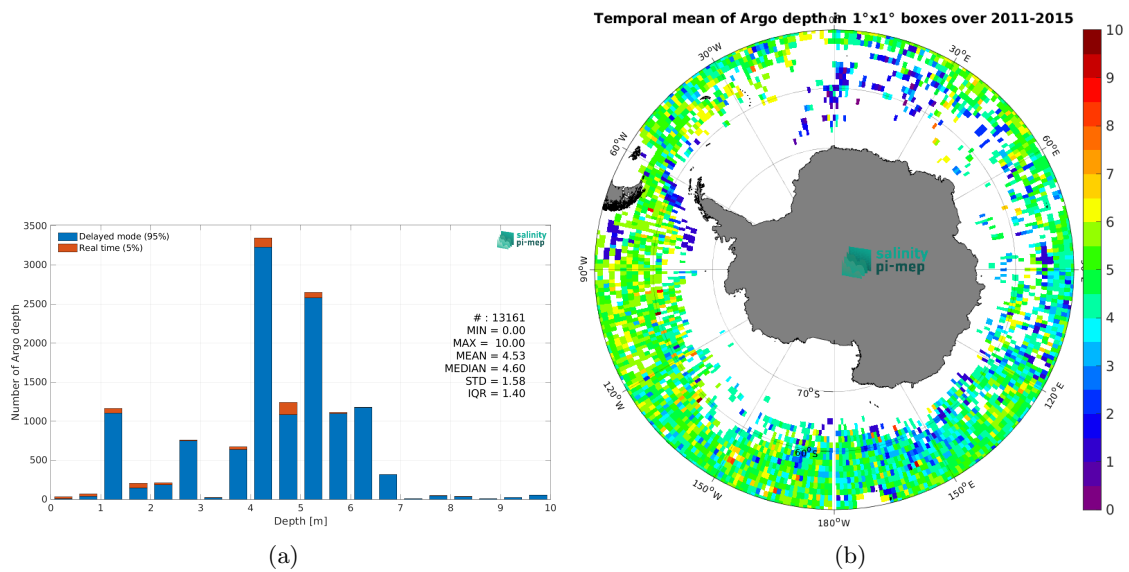 3500
3000
2500
2000
1500
1000
500
0
Number of Argo depth
Delayed mode (95%)
Real time (5%)
salinity
pi-mep
# : 13161
MIN = 0.00
MAX = 10.00
MEAN = 4.53
MEDIAN = 4.60
STD = 1.58
IQR = 1.40
0 1 2 3 4 5 6 7 8 9 10
Depth [m]
(a)
Temporal mean of Argo depth in 1°x1° boxes over 2011-2015
30°W
30°E
60°W
60°E
90°W
salinity
pi-mep
120°W
120°E
70°S
60°S
150°W
150°E
180°W
10
9
8
7
6
5
4
3
2
1
0
(b)